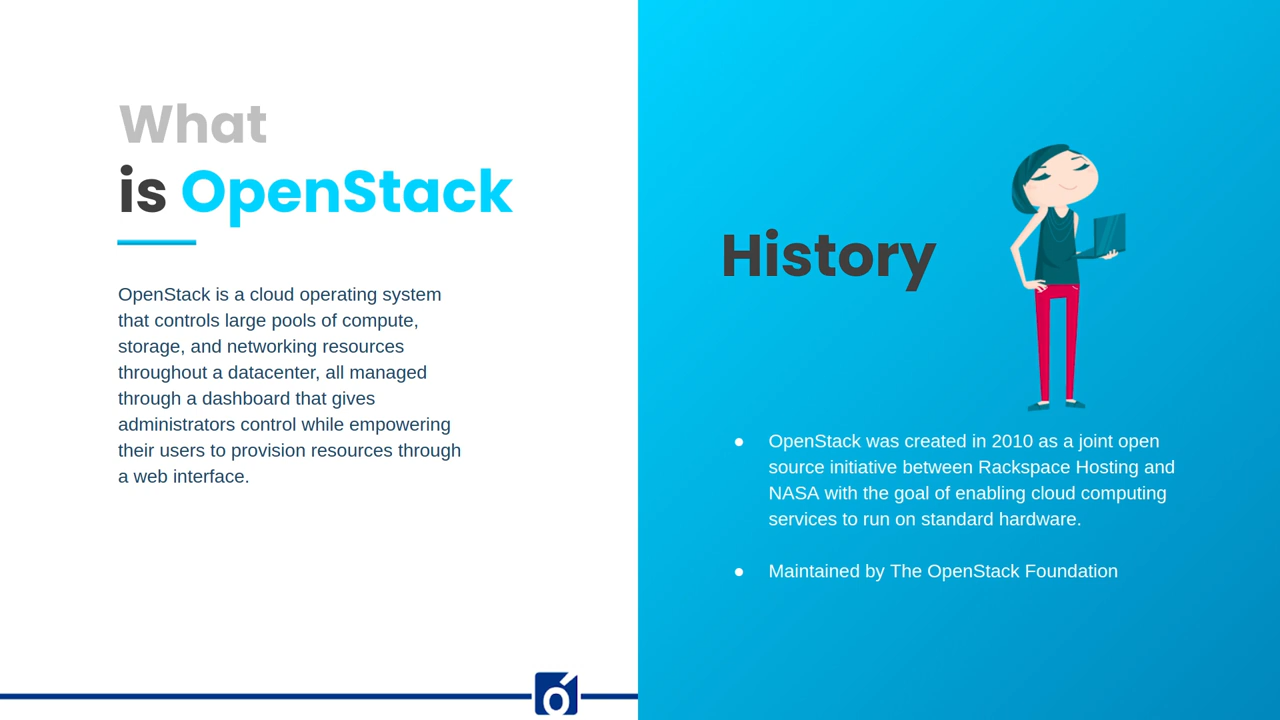 What
is OpenStack
OpenStack is a cloud operating system
that controls large pools of compute,
storage, and networking resources
throughout a datacenter, all managed
through a dashboard that gives
administrators control while empowering
their users to provision resources through
a web interface.
History
● OpenStack was created in 2010 as a joint open
source initiative between Rackspace Hosting and
NASA with the goal of enabling cloud computing
services to run on standard hardware.
● Maintained by The OpenStack Foundation